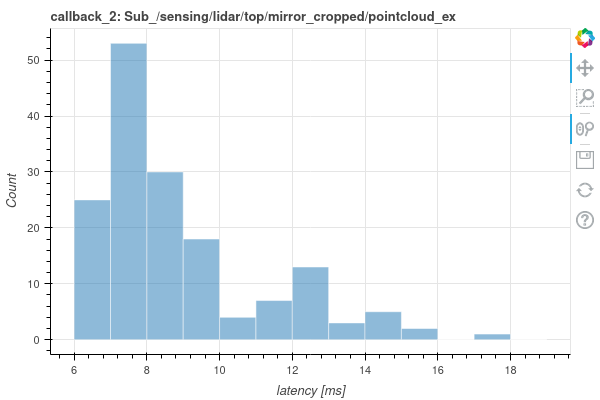 callback_2: Sub_/sensing/lidar/top/mirror_cropped/pointcloud_ex
Count
50
40
30
20
10
0
6 8 10 12 14 16 18
latency [ms]